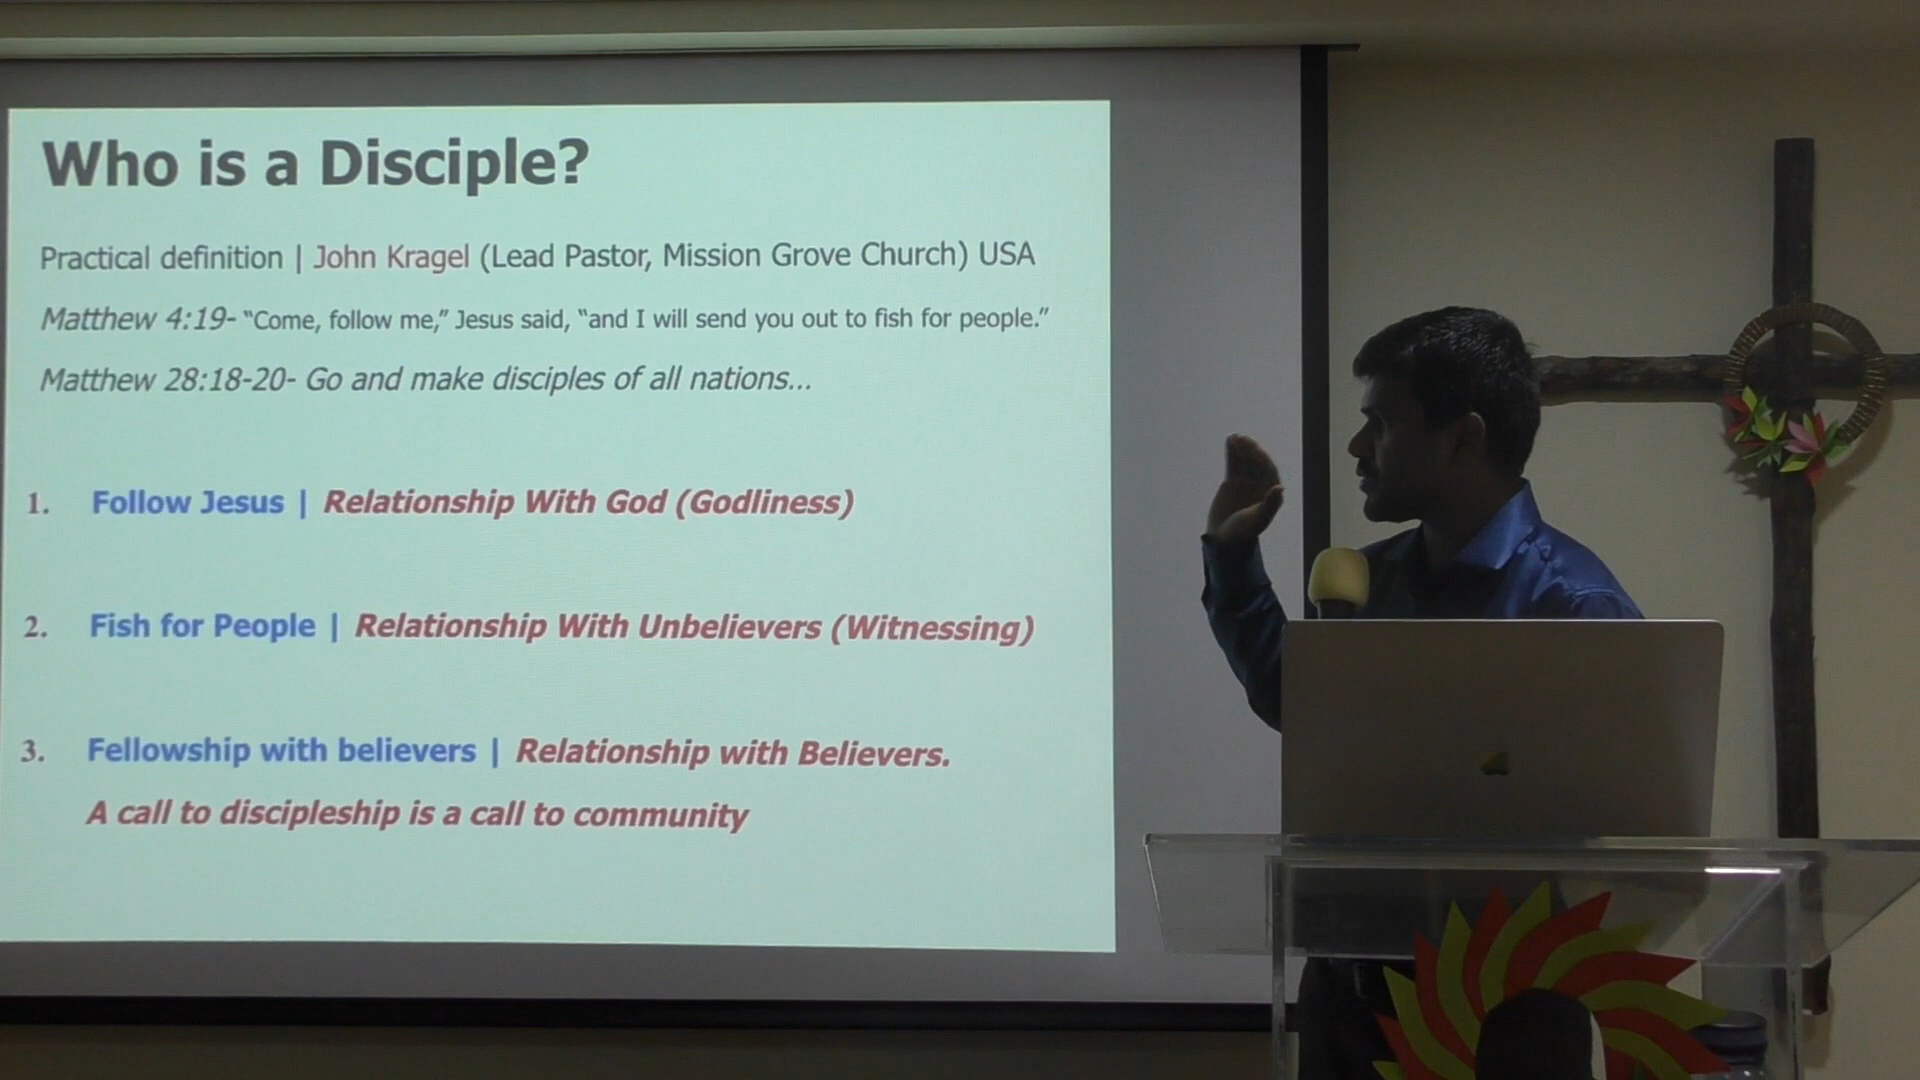 Who is a Disciple?
Practical definition | John Kragel (Lead Pastor, Mission Grove Church) USA
Matthew 4:19- “Come, follow me,” Jesus said, “and I will send you out to fish for people.”
Matthew 28:18-20- Go and make disciples of all nations...
1. Follow Jesus | Relationship With God (Godliness)
2. Fish for People | Relationship With Unbelievers (Witnessing)
3. Fellowship with believers | Relationship with Believers.
A call to discipleship is a call to community